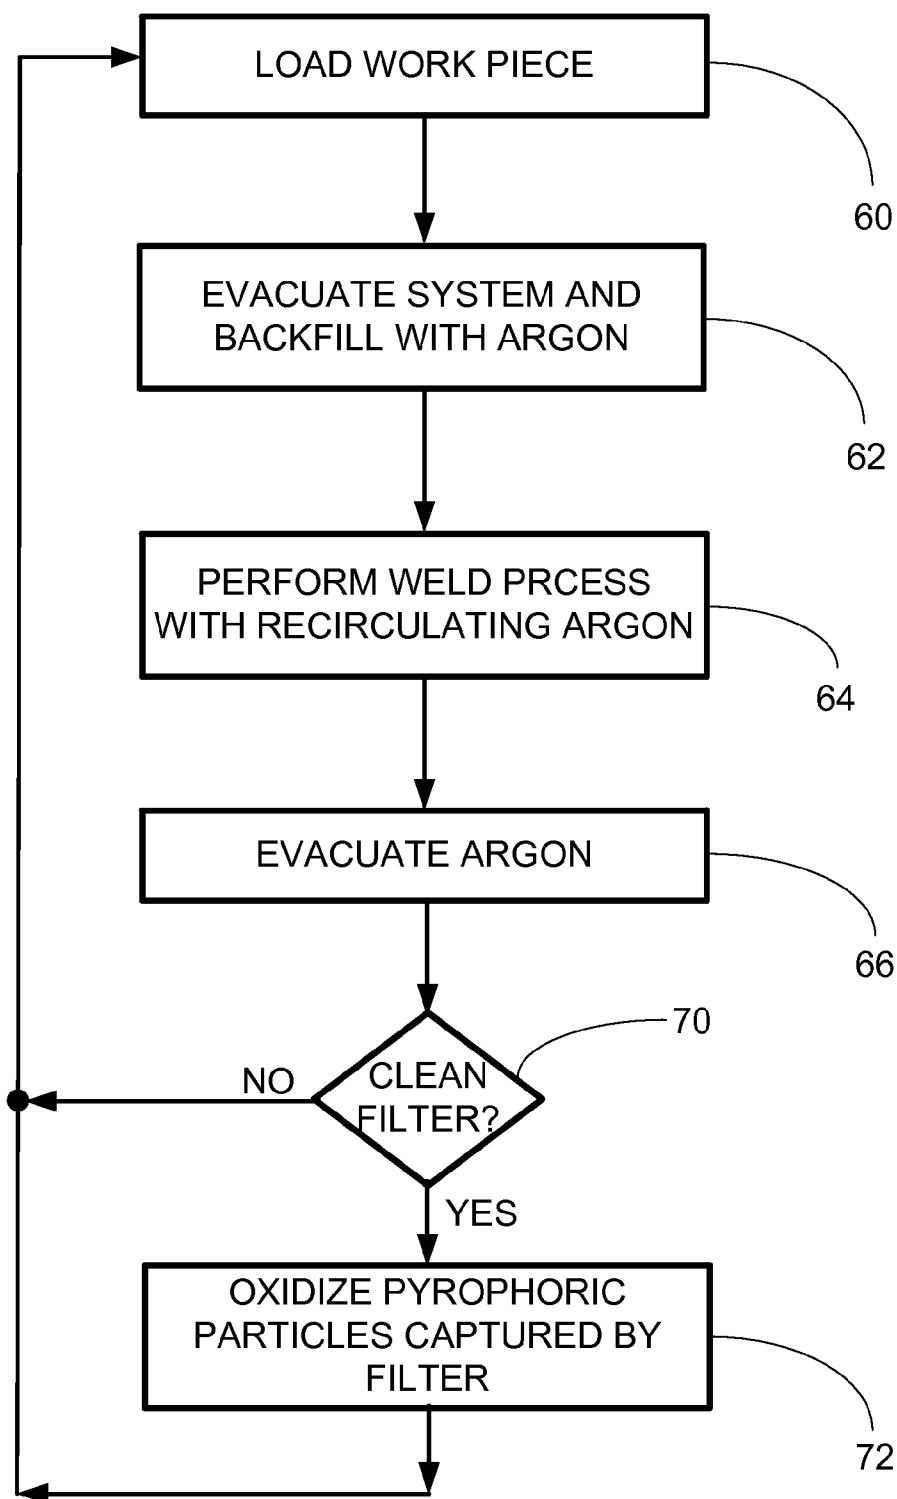 LOAD WORK PIECE
60
EVACUATE SYSTEM AND
BACKFILL WITH ARGON
62
PERFORM WELD PRCESS
WITH RECIRCULATING ARGON
64
EVACUATE ARGON
66
70
CLEAN
FILTER?
NO
YES
OXIDIZE PYROPHORIC
PARTICLES CAPTURED BY
FILTER
72